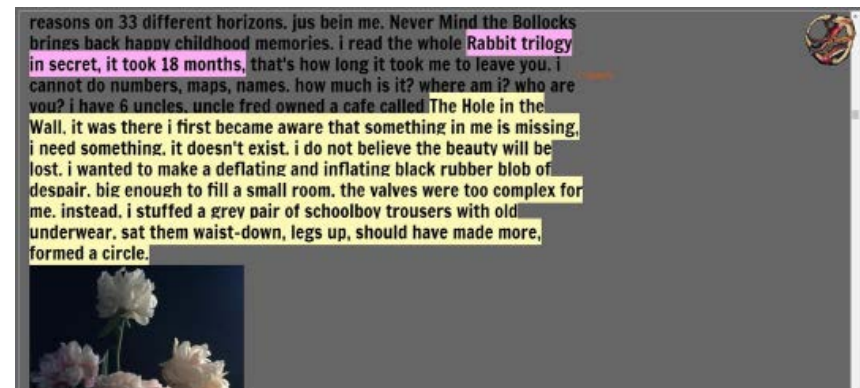 reasons on 33 different horizons. jus bein me. Never Mind the Bollocks
brings back happy childhood memories. i read the whole Rabbit trilogy
in secret, it took 18 months, that's how long it took me to leave you. i
cannot do numbers, maps, names. how much is it? where am i? who are
you? i have 6 uncles. uncle fred owned a cafe called The Hole in the
Wall. it was there i first became aware that something in me is missing,
i need something. it doesn't exist. i do not believe the beauty will be
lost. i wanted to make a deflating and inflating black rubber blob of
despair. big enough to fill a small room. the valves were too complex for
me. instead, i stuffed a grey pair of schoolboy trousers with old
underwear. sat them waist-down, legs up, should have made more,
formed a circle.